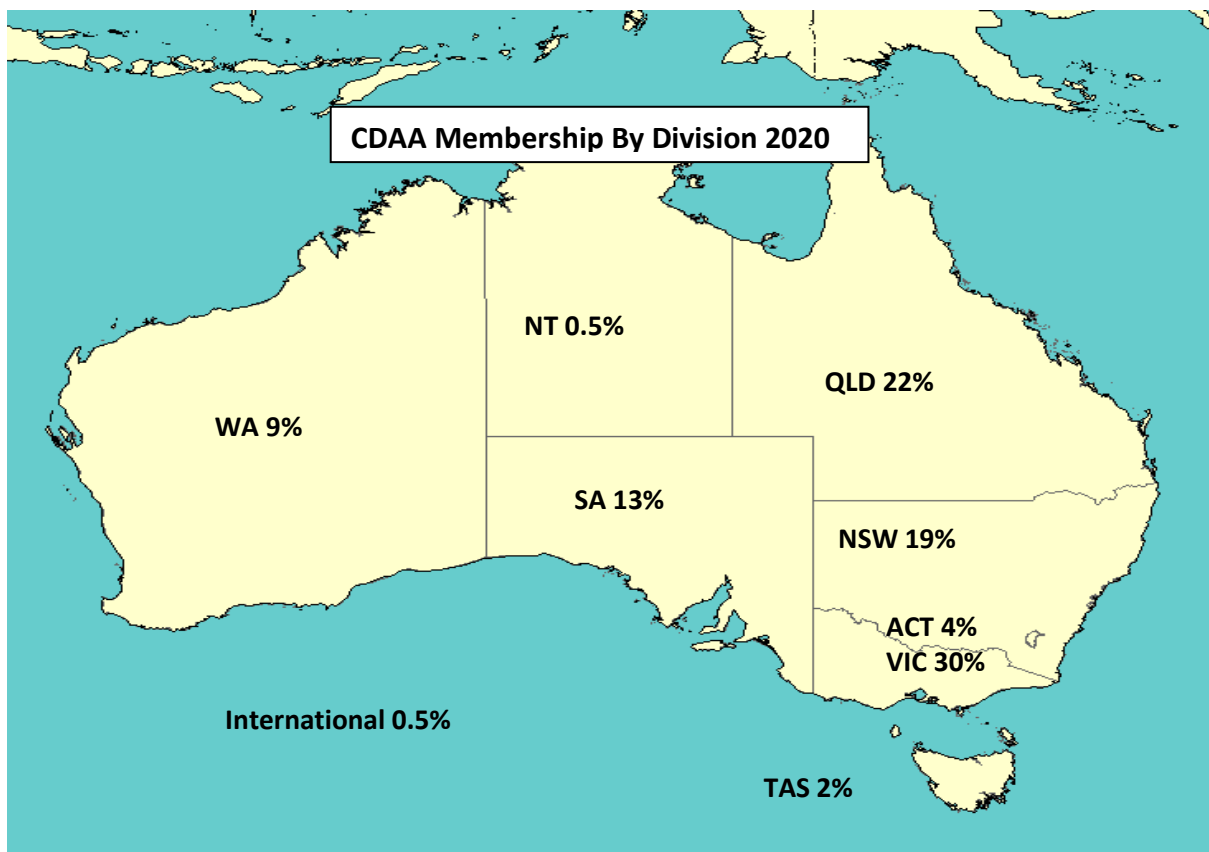 CDAA Membership By Division 2020
NT 0.5%
QLD 22%
WA 9%
SA 13%
NSW 19%
ACT 4%
VIC 30%
International 0.5%
TAS 2%